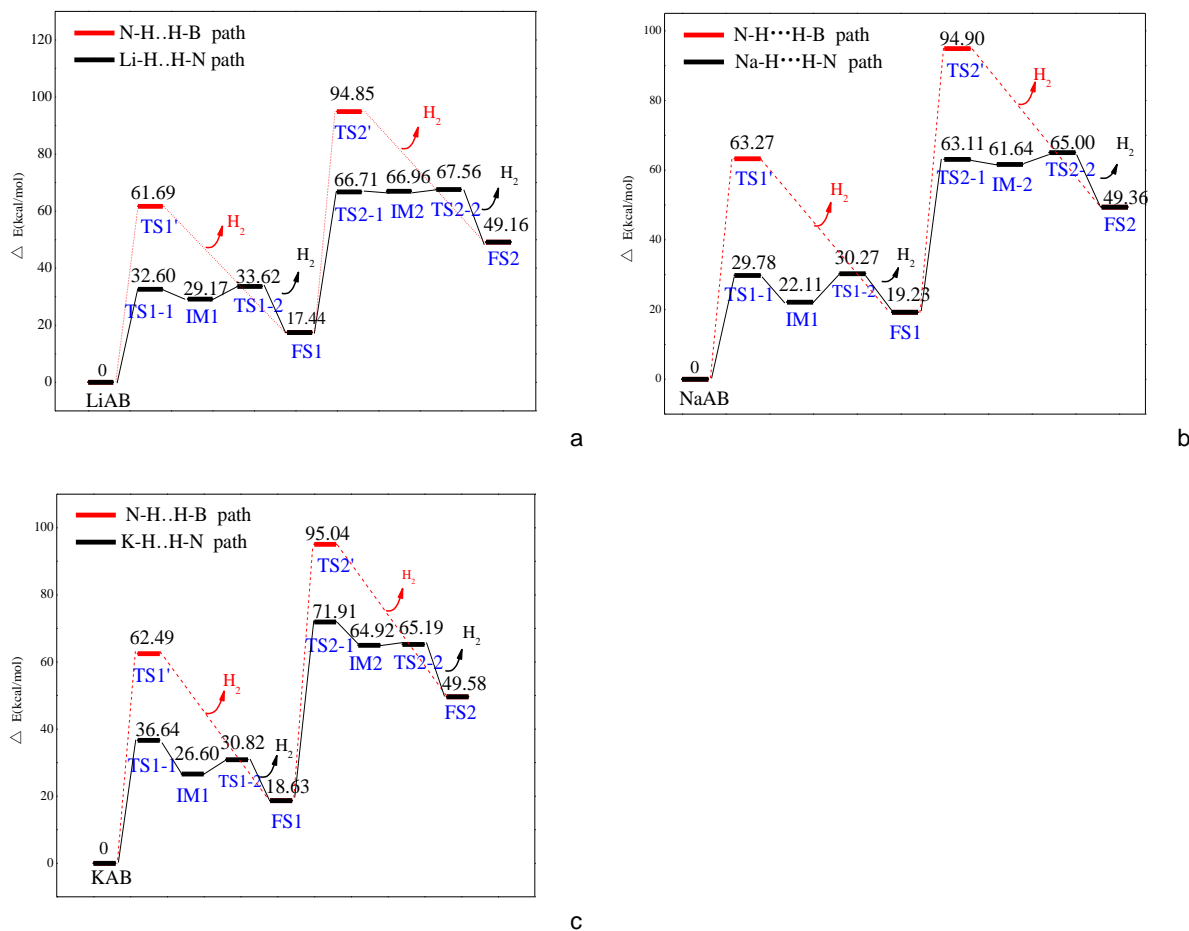 N-H..H-B path
Li-H..H-N path
120
100
80
60
40
20
0
△ E(kcal/mol)
0
LiAB
61.69
TS1'
H2
32.60
TS1-1
29.17
IM1
33.62
TS1-2
H2
17.44
FS1
94.85
TS2'
H2
66.71
TS2-1
66.96
IM2
67.56
TS2-2
H2
49.16
FS2
a
N-H···H-B path
Na-H···H-N path
100
80
60
40
20
0
△ E(kcal/mol)
0
NaAB
63.27
TS1'
H2
29.78
TS1-1
22.11
IM1
30.27
TS1-2
H2
19.23
FS1
94.90
TS2'
H2
63.11
TS2-1
61.64
IM-2
65.00
TS2-2
H2
49.36
FS2
b
N-H..H-B path
K-H..H-N path
100
80
60
40
20
0
△ E(kcal/mol)
0
KAB
62.49
TS1'
H2
36.64
TS1-1
26.60
IM1
30.82
TS1-2
H2
18.63
FS1
95.04
TS2'
H2
71.91
TS2-1
64.92
IM2
65.19
TS2-2
H2
49.58
FS2
c